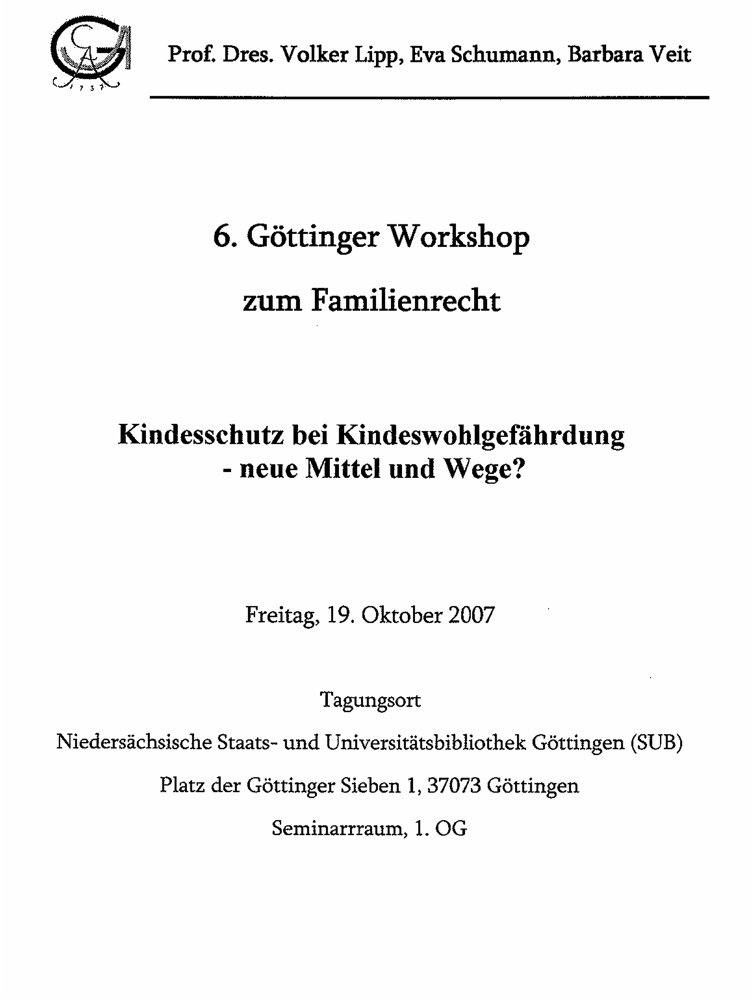 Prof. Dres. Volker Lipp, Eva Schumann, Barbara Veit
1737
6. Göttinger Workshop
zum Familienrecht
Kindesschutz bei Kindeswohlgefährdung
- neue Mittel und Wege?
Freitag, 19. Oktober 2007
Tagungsort
Niedersächsische Staats- und Universitätsbibliothek Göttingen (SUB)
Platz der Göttinger Sieben 1, 37073 Göttingen
Seminarrraum, 1. OG